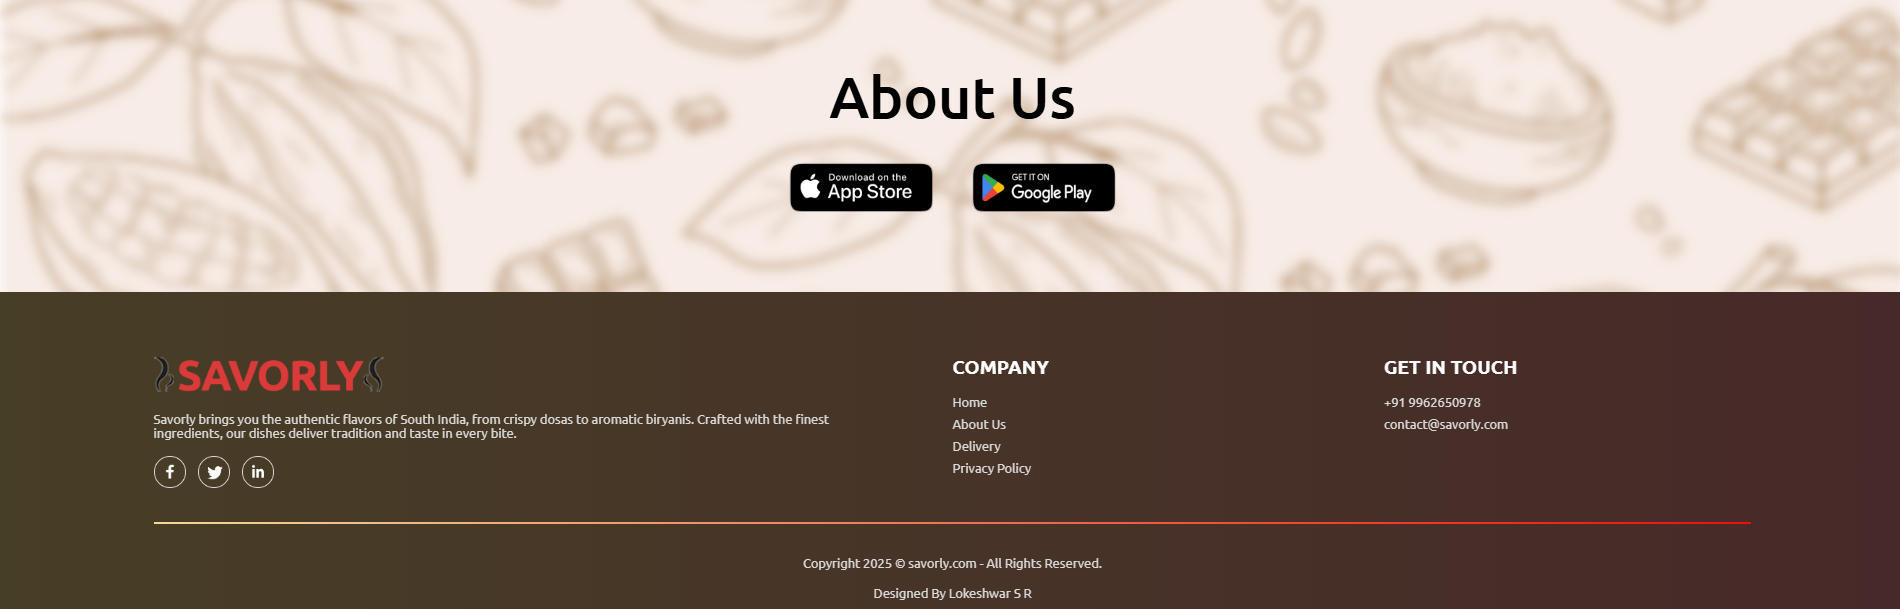 About Us
Download on the
App Store
GET IT ON
Google Play
SAVORLY
Savorly brings you the authentic flavors of South India, from crispy dosas to aromatic biryanis. Crafted with the finest
ingredients, our dishes deliver tradition and taste in every bite.
COMPANY
Home
About Us
Delivery
Privacy Policy
GET IN TOUCH
+91 9962650978
contact@savorly.com
Copyright 2025 © savorly.com - All Rights Reserved.
Designed By Lokeshwar S R